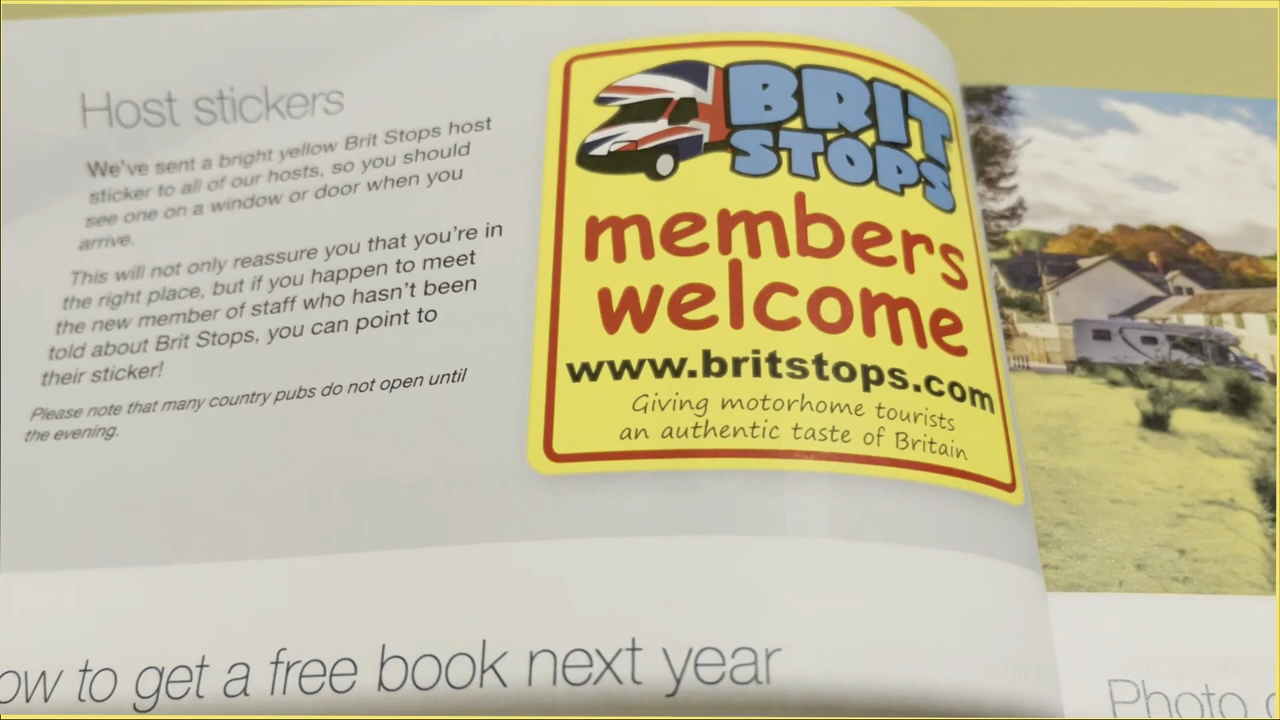 Host stickers
We've sent a bright yellow Brit Stops host
sticker to all of our hosts, so you should
see one on a window or door when you
arrive.
This will not only reassure you that you're in
the right place, but if you happen to meet
the new member of staff who hasn't been
told about Brit Stops, you can point to
their sticker!
Please note that many country pubs do not open until
the evening.
BRIT
STOPS
members
welcome
www.britstops.com
Giving motorhome tourists
an authentic taste of Britain
ow to get a free book next year
Photo